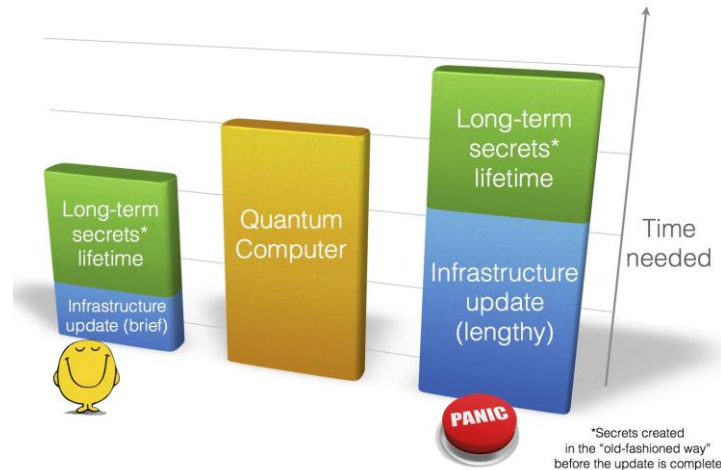 Long-term
secrets*
lifetime
Infrastructure
update (brief)
Quantum
Computer
Long-term
secrets*
lifetime
Infrastructure
update
(lengthy)
Time
needed
PANIC
*Secrets created
in the "old-fashioned way"
before the update is complete